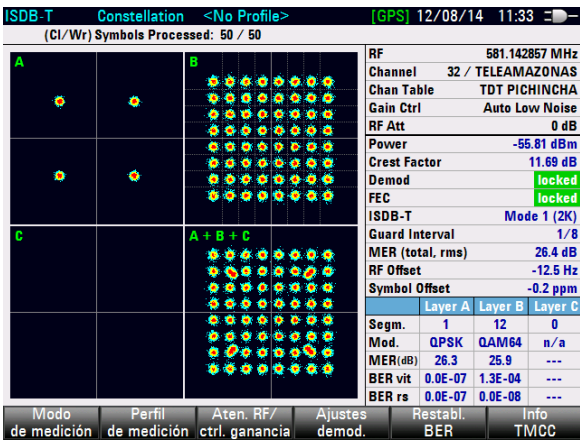 ISDB-T Constellation <No Profile> [GPS] 12/08/14 11:33
(Cl/Wr) Symbols Processed: 50 / 50
A B
C A + B + C
RF 581.142857 MHz
Channel 32 / TELEAMAZONAS
Chan Table TDT PICHINCHA
Gain Ctrl Auto Low Noise
RF Att 0 dB
Power -55.81 dBm
Crest Factor 11.69 dB
Demod locked
FEC locked
ISDB-T Mode 1 (2K)
Guard Interval 1/8
MER (total, rms) 26.4 dB
RF Offset -12.5 Hz
Symbol Offset -0.2 ppm
Layer A Layer B Layer C
Segm. 1 12 0
Mod. QPSK QAM64 n/a
MER(dB) 26.3 25.9 ---
BER vit 0.0E-07 1.3E-04 ---
BER rs 0.0E-07 0.0E-08 ---
Modo de medición
Perfil de medición
Aten. RF/ ctrl. ganancia
Ajustes demod.
Restabl. BER
Info TMCC